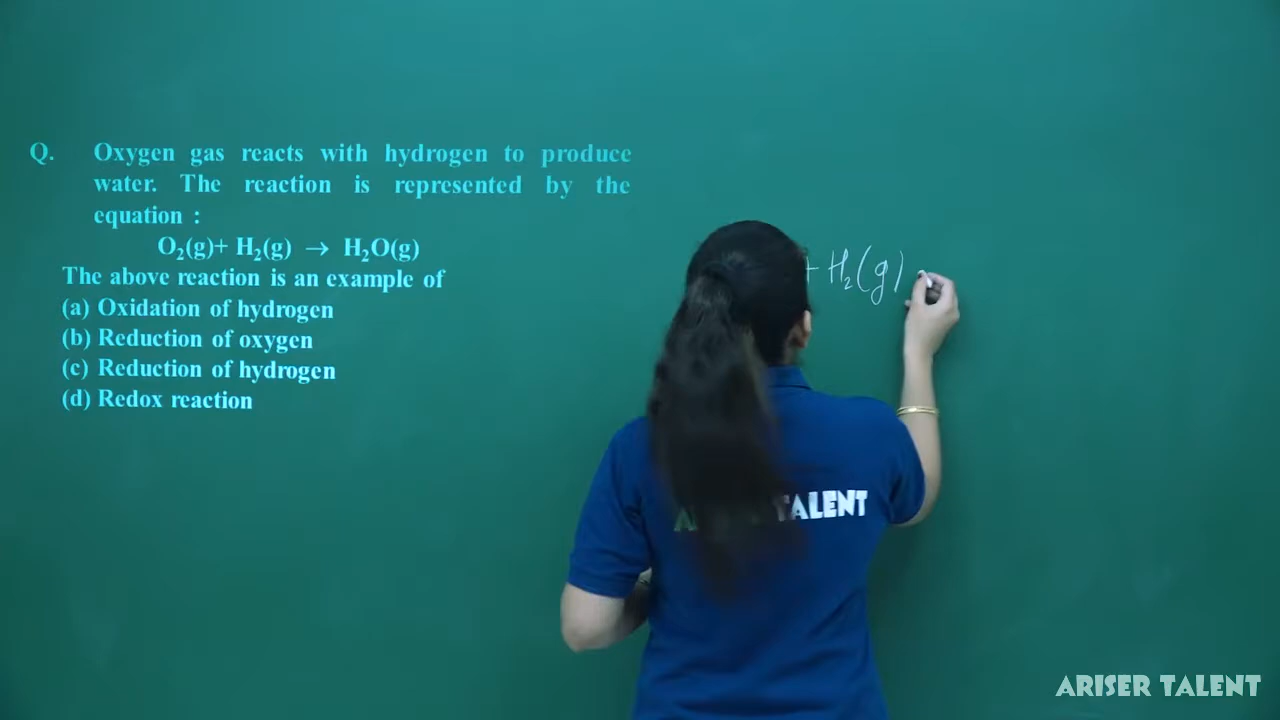 Q. Oxygen gas reacts with hydrogen to produce
water. The reaction is represented by the
equation :
O₂(g)+ H₂(g) → H₂O(g)
The above reaction is an example of
(a) Oxidation of hydrogen
(b) Reduction of oxygen
(c) Reduction of hydrogen
(d) Redox reaction
+ H₂(g)
TALENT
ARISER TALENT